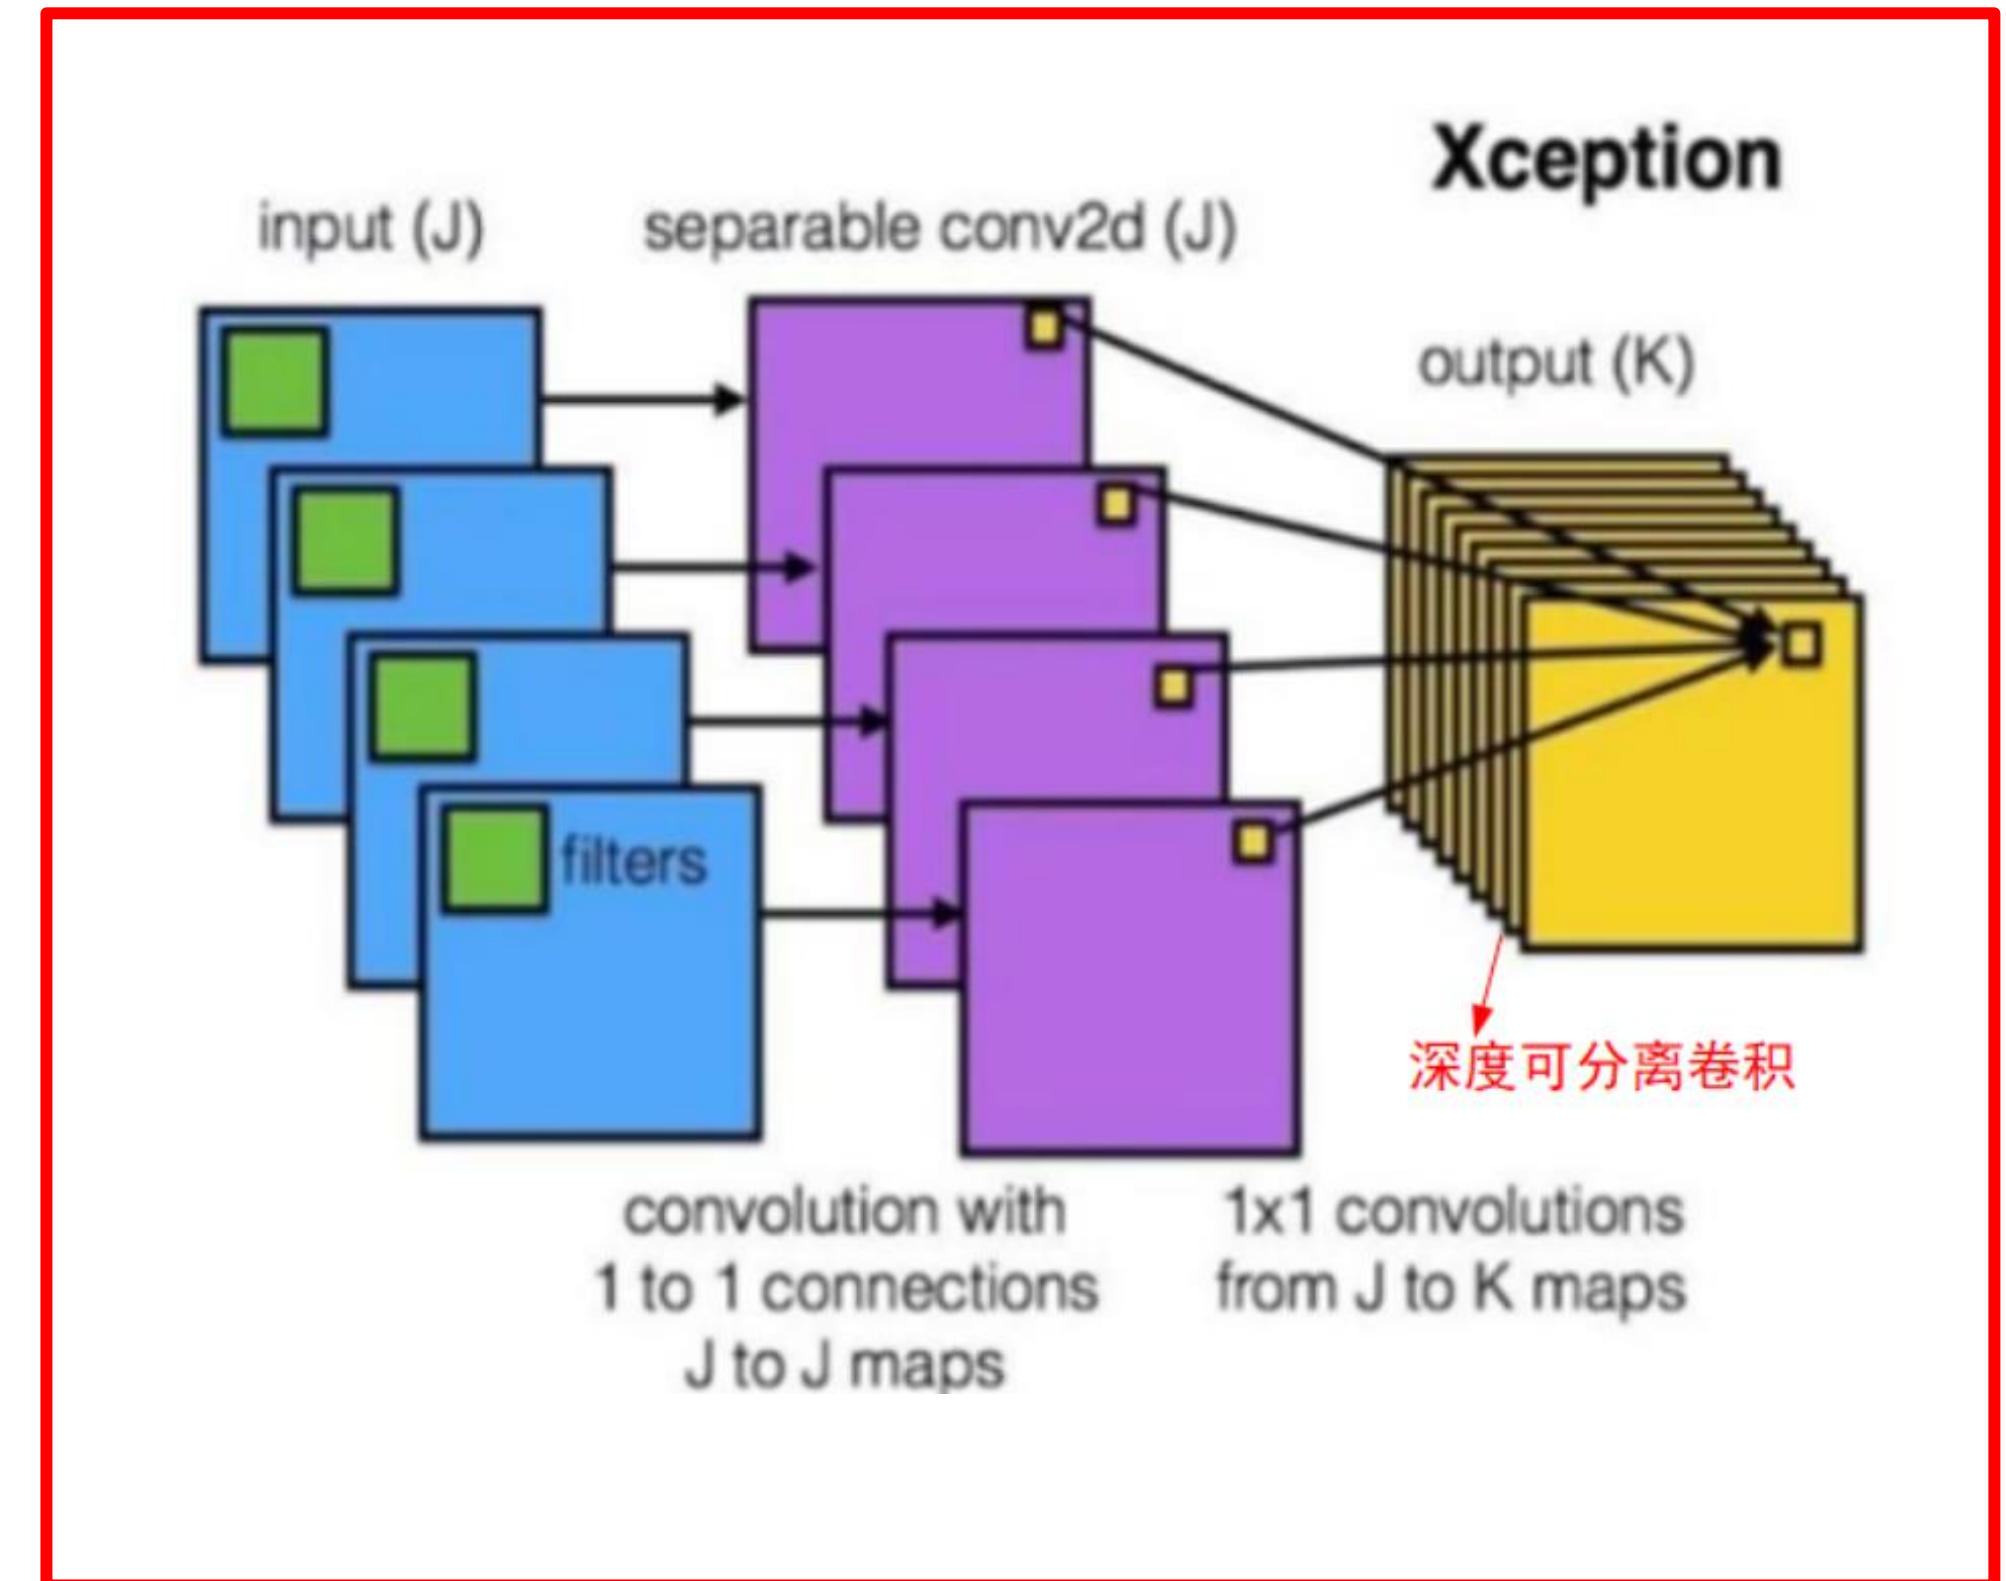 Xception
input (J)
separable conv2d (J)
output (K)
filters
深度可分离卷积
convolution with
1 to 1 connections
J to J maps
1x1 convolutions
from J to K maps